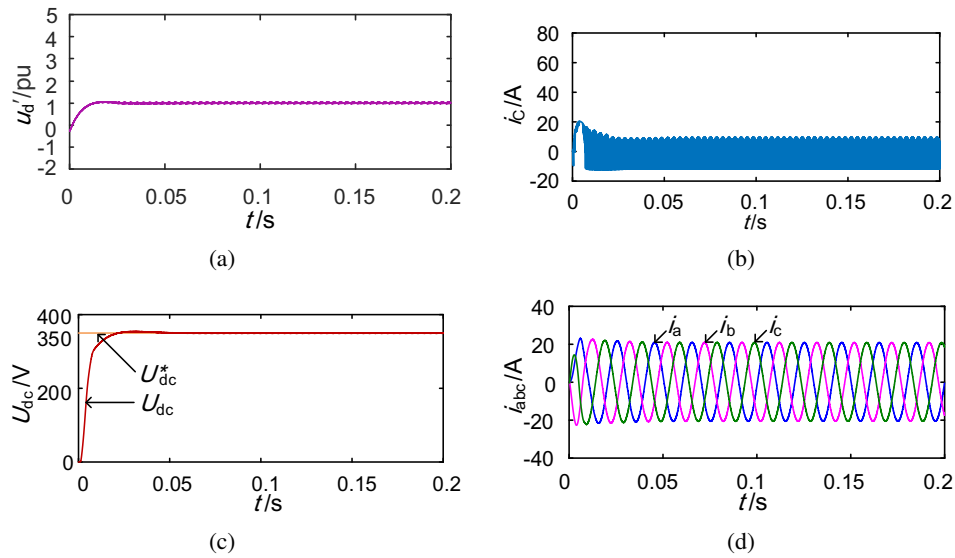 5
4
3
2
1
0
-1
-2
u_d'/pu
0 0.05 0.1 0.15 0.2
t/s
(a)
80
60
40
20
0
-20
i_C/A
0 0.05 0.1 0.15 0.2
t/s
(b)
400
350
200
0
U_dc/V
U*_dc
U_dc
0 0.05 0.1 0.15 0.2
t/s
(c)
40
20
0
-20
-40
i_abc/A
i_a i_b i_c
0 0.05 0.1 0.15 0.2
t/s
(d)